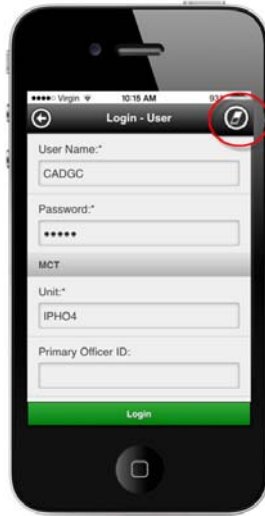 Virgin 10:15 AM
Login - User
User Name:*
CADGC
Password:*
•••••
MCT
Unit:*
IPHO4
Primary Officer ID:
Login